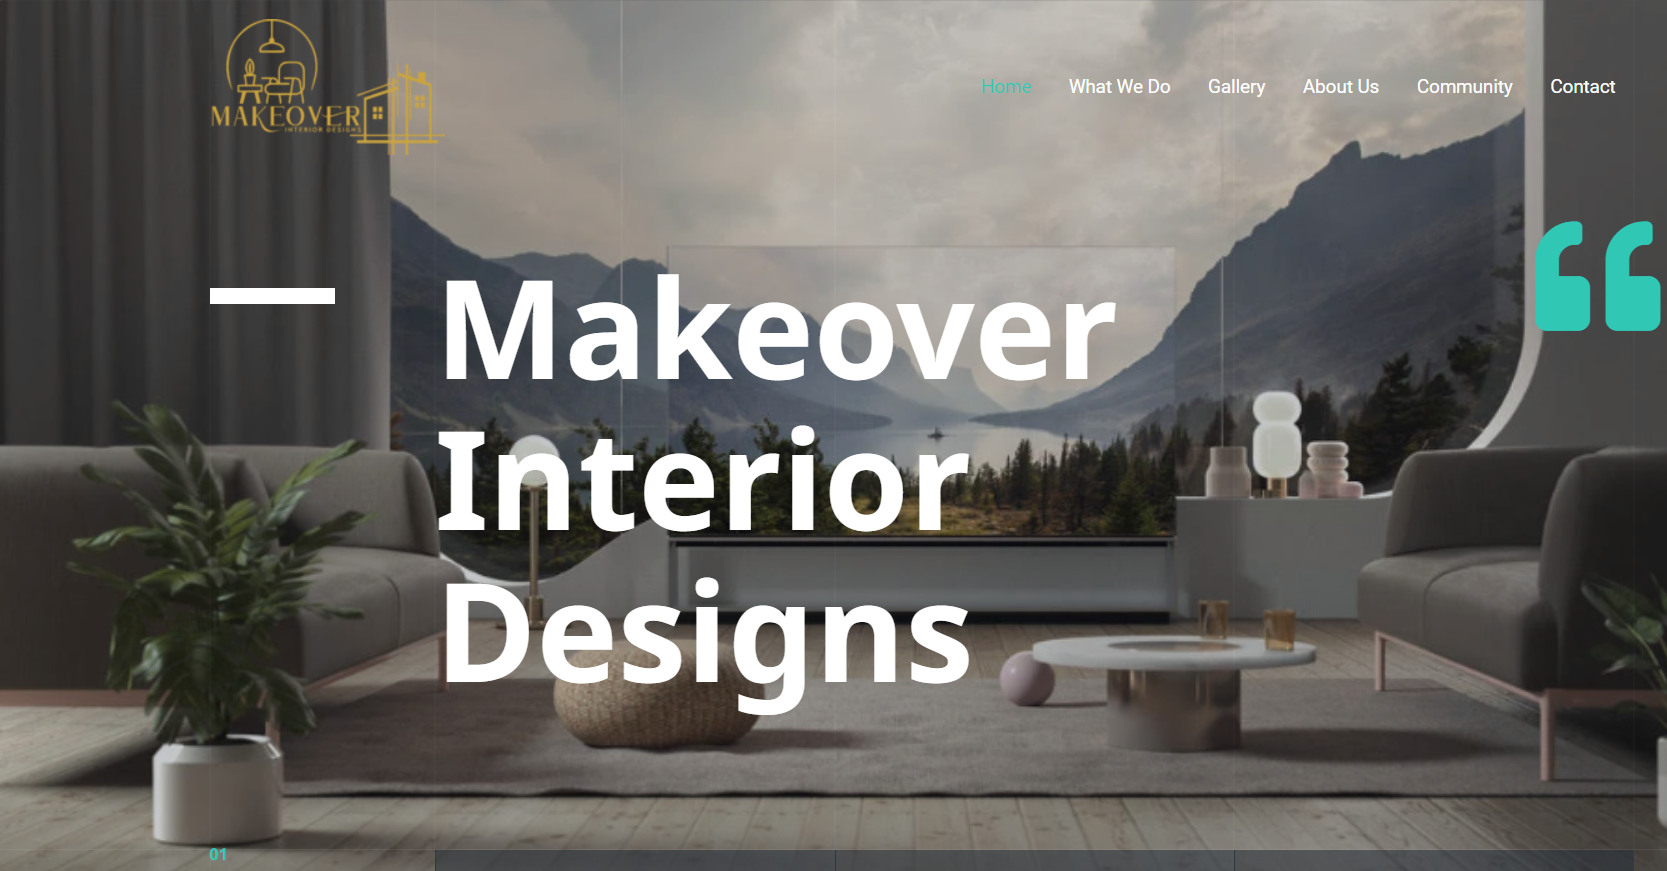 MAKEOVER
INTERIOR DESIGNS
Home What We Do Gallery About Us Community Contact
“
Makeover
Interior
Designs
01